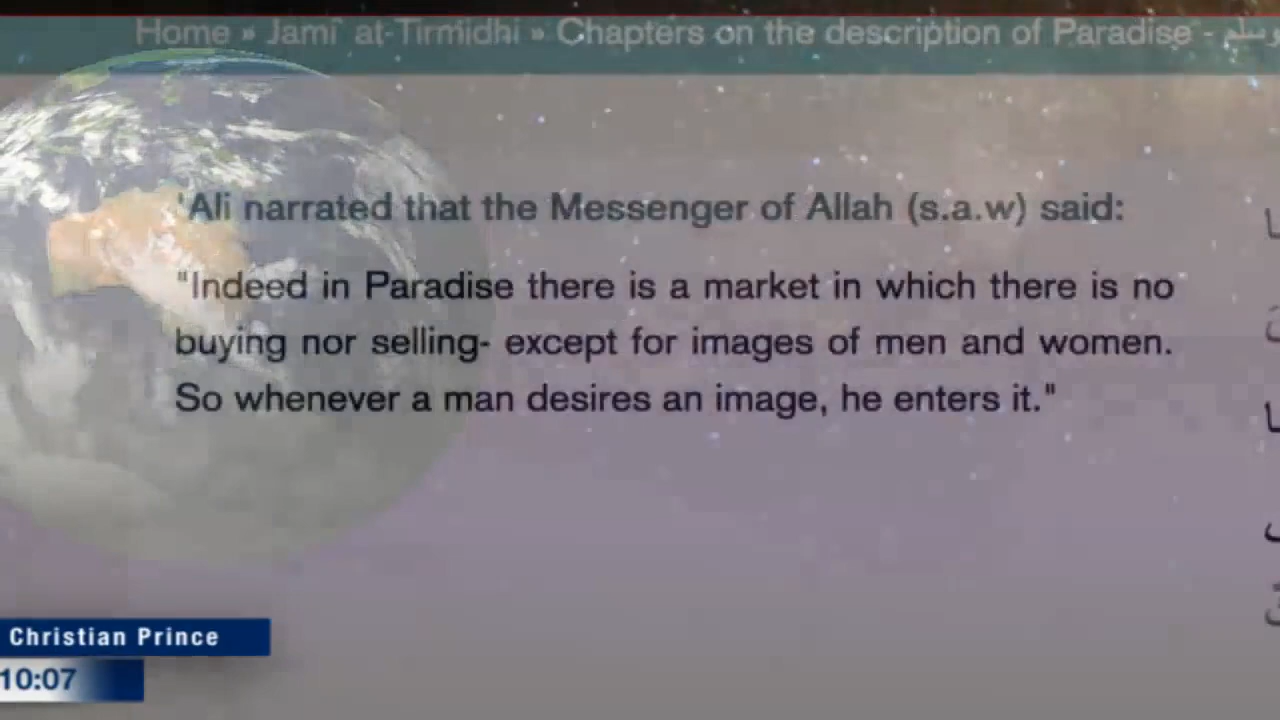 Home » Jami` at-Tirmidhi » Chapters on the description of Paradise - وسلم
'Ali narrated that the Messenger of Allah (s.a.w) said:
"Indeed in Paradise there is a market in which there is no
buying nor selling- except for images of men and women.
So whenever a man desires an image, he enters it."
Christian Prince
10:07